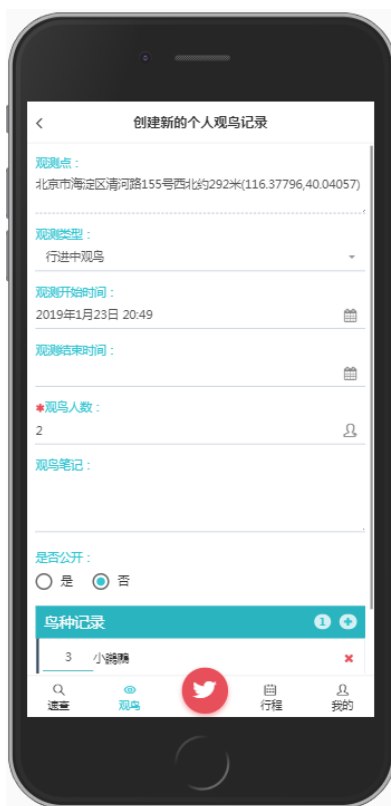 创建新的个人观鸟记录
观测点：
北京市海淀区清河路155号西北约292米(116.37796,40.04057)
观测类型：
行进中观鸟
观测开始时间：
2019年1月23日 20:49
观测结束时间：
*观鸟人数：
2
观鸟笔记：
是否公开：
是 否
鸟种记录 1
3 小鷿鷈
速查 观鸟 行程 我的